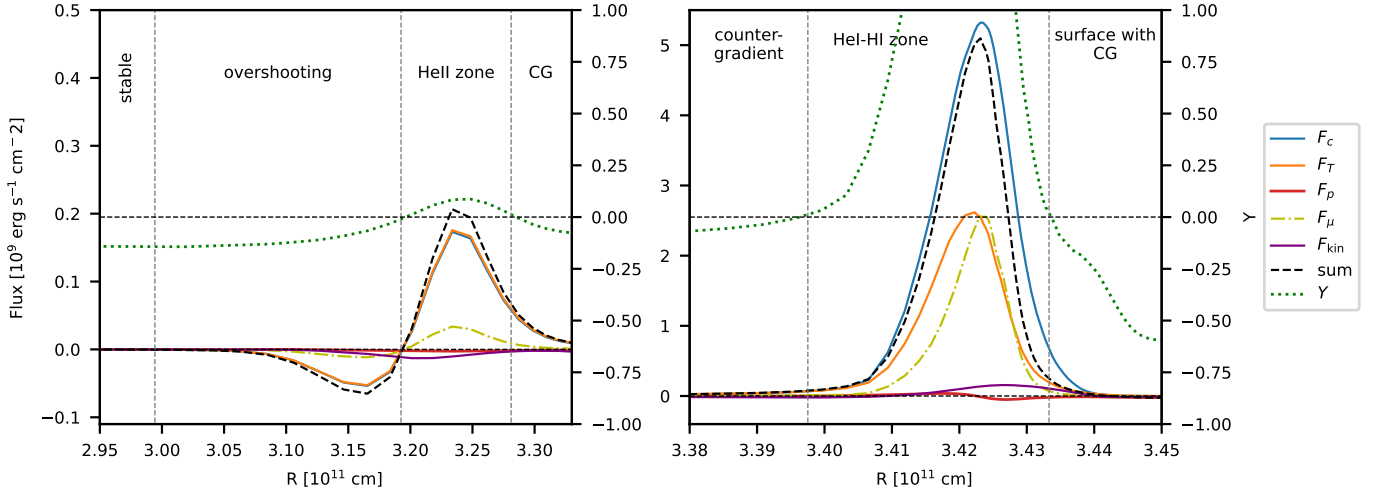 0.5
0.4
0.3
0.2
0.1
0.0
−0.1
Flux [10⁹ erg s⁻¹ cm − 2]
stable
overshooting
HeII zone
CG
1.00
0.75
0.50
0.25
0.00
−0.25
−0.50
−0.75
−1.00
2.95 3.00 3.05 3.10 3.15 3.20 3.25 3.30
R [10¹¹ cm]
5
4
3
2
1
0
counter-
gradient
HeI-HI zone
surface with
CG
1.00
0.75
0.50
0.25
0.00
−0.25
−0.50
−0.75
−1.00
Y
3.38 3.39 3.40 3.41 3.42 3.43 3.44 3.45
R [10¹¹ cm]
F_c
F_T
F_p
F_μ
F_kin
sum
Y